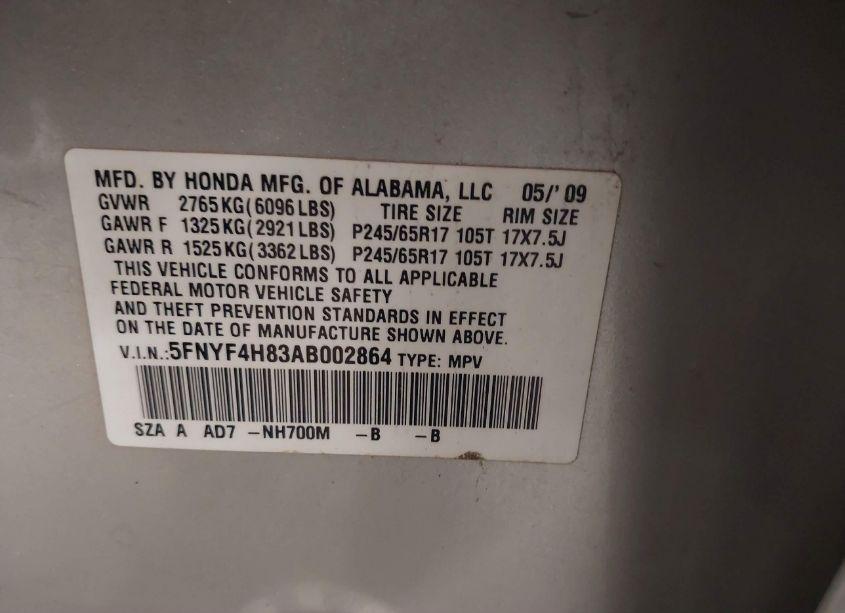 MFD. BY HONDA MFG. OF ALABAMA, LLC 05/'09
GVWR 2765KG(6096LBS) TIRE SIZE RIM SIZE
GAWR F 1325KG(2921LBS) P245/65R17 105T 17X7.5J
GAWR R 1525KG(3362LBS) P245/65R17 105T 17X7.5J
THIS VEHICLE CONFORMS TO ALL APPLICABLE
FEDERAL MOTOR VEHICLE SAFETY
AND THEFT PREVENTION STANDARDS IN EFFECT
ON THE DATE OF MANUFACTURE SHOWN ABOVE.
V.I.N.:5FNYF4H83AB002864 TYPE: MPV
SZA A AD7 -NH700M -B -B